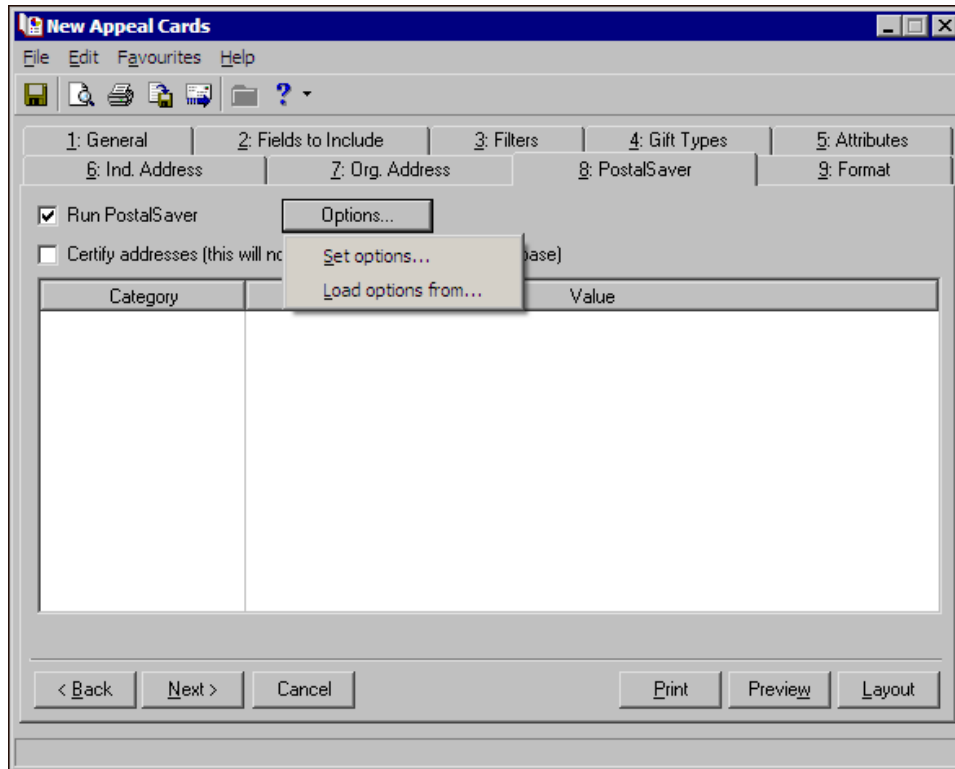 New Appeal Cards
File Edit Favourites Help
1: General 2: Fields to Include 3: Filters 4: Gift Types 5: Attributes
6: Ind. Address 7: Org. Address 8: PostalSaver 9: Format
Run PostalSaver Options...
Certify addresses (this will
Set options...
Load options from...
Category Value
< Back Next > Cancel Print Preview Layout